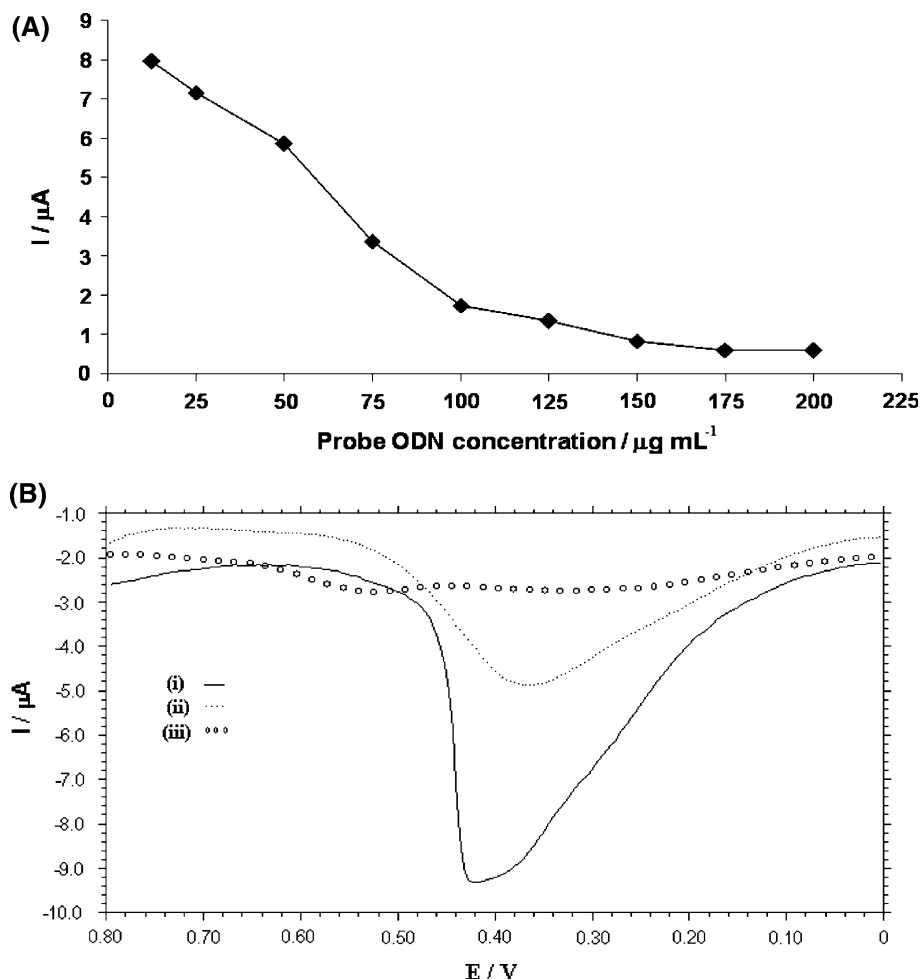 (A)
9
8
7
6
5
4
3
2
1
0
I / μA
0 25 50 75 100 125 150 175 200 225
Probe ODN concentration / μg mL⁻¹
(B)
-1.0
-2.0
-3.0
-4.0
-5.0
-6.0
-7.0
-8.0
-9.0
-10.0
I / μA
(i)
(ii)
(iii)
0.80 0.70 0.60 0.50 0.40 0.30 0.20 0.10 0
E / V